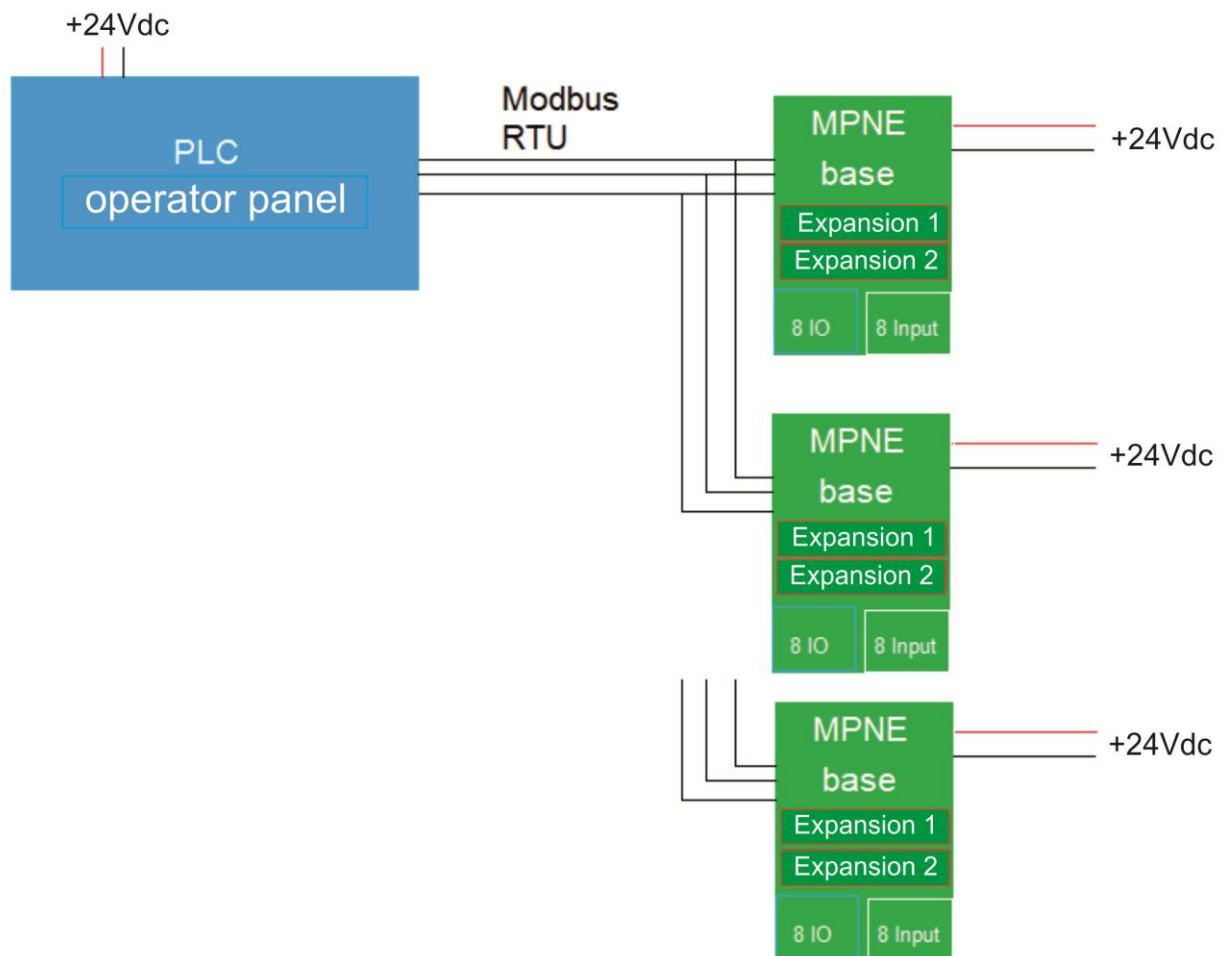 +24Vdc
PLC
operator panel
Modbus
RTU
MPNE
base
Expansion 1
Expansion 2
8 IO
8 Input
+24Vdc
MPNE
base
Expansion 1
Expansion 2
8 IO
8 Input
+24Vdc
MPNE
base
Expansion 1
Expansion 2
8 IO
8 Input
+24Vdc